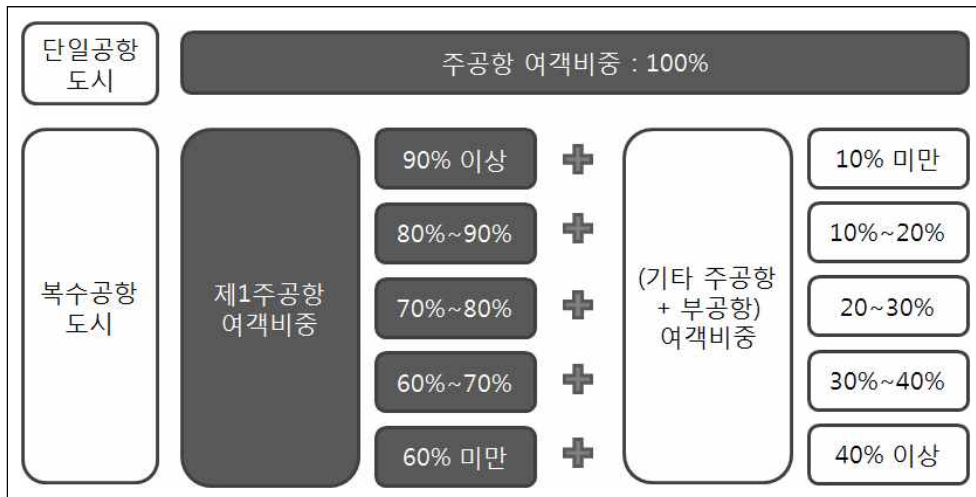 단일공항
도시
주공항 여객비중 : 100%
복수공항
도시
제1주공항
여객비중
90% 이상
80%~90%
70%~80%
60%~70%
60% 미만
(기타 주공항
+ 부공항)
여객비중
10% 미만
10%~20%
20~30%
30%~40%
40% 이상